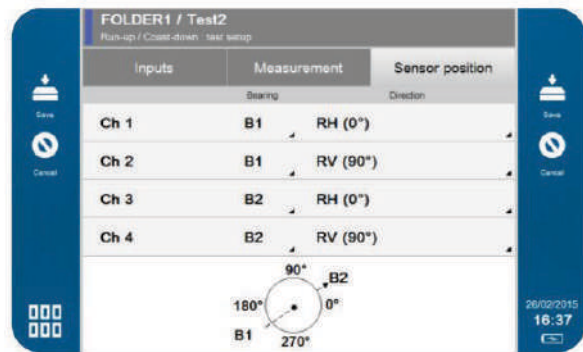 FOLDER1 / Test2
Run-up / Coast-down : test setup
Inputs Measurement Sensor position
Bearing Direction
Save Save
Ch 1 B1 RH (0°)
Cancel Cancel
Ch 2 B1 RV (90°)
Ch 3 B2 RH (0°)
Ch 4 B2 RV (90°)
90°
B2
180° 0°
B1 270°
26/02/2015
16:37